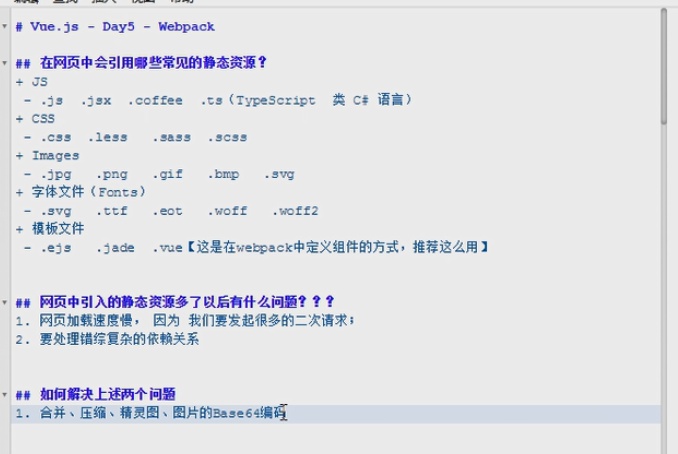 # Vue.js - Day5 - Webpack
## 在网页中会引用哪些常见的静态资源？
+ JS
- .js .jsx .coffee .ts（TypeScript 类 C# 语言）
+ CSS
- .css .less .sass .scss
+ Images
- .jpg .png .gif .bmp .svg
+ 字体文件（Fonts）
- .svg .ttf .eot .woff .woff2
+ 模板文件
- .ejs .jade .vue【这是在webpack中定义组件的方式，推荐这么用】
## 网页中引入的静态资源多了以后有什么问题？？？
1. 网页加载速度慢， 因为 我们要发起很多的二次请求；
2. 要处理错综复杂的依赖关系
## 如何解决上述两个问题
1. 合并、压缩、精灵图、图片的Base64编码